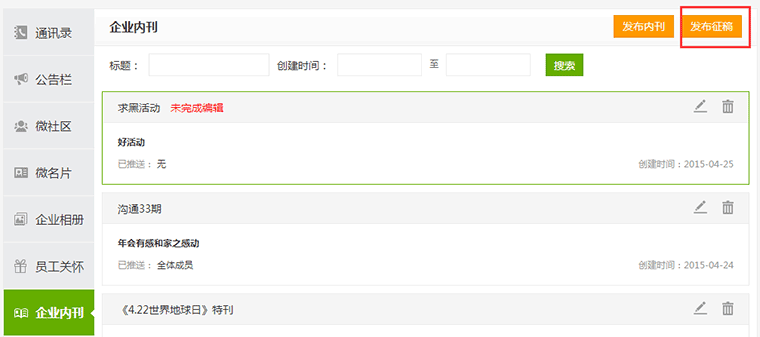 通讯录
公告栏
微社区
微名片
企业相册
员工关怀
企业内刊
企业内刊
发布内刊 发布征稿
标题： 创建时间： 至 搜索
求黑活动 未完成编辑
好活动
已推送： 无 创建时间：2015-04-25
沟通33期
年会有感和家之感动
已推送： 全体成员 创建时间：2015-04-24
《4.22世界地球日》特刊